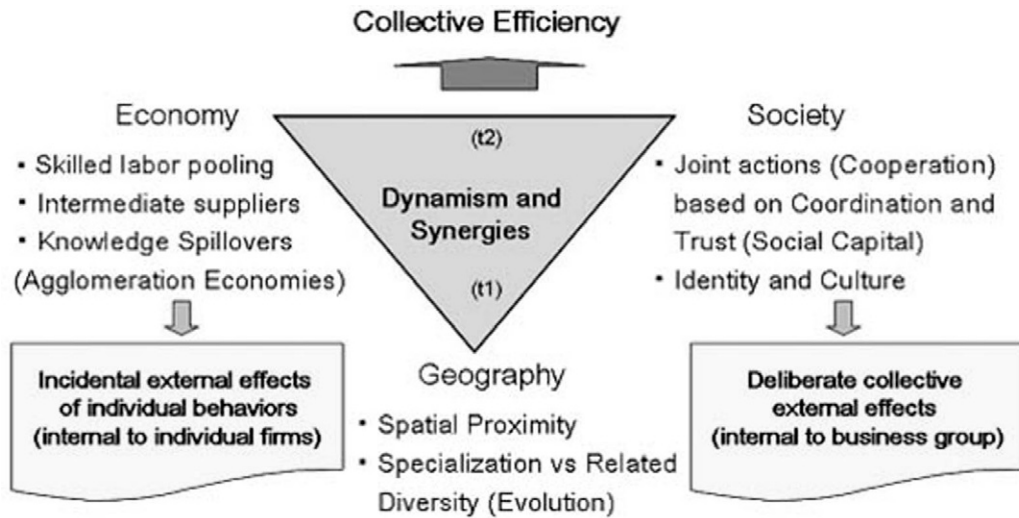 Collective Efficiency
Economy
▪ Skilled labor pooling
▪ Intermediate suppliers
▪ Knowledge Spillovers
(Agglomeration Economies)
Incidental external effects
of individual behaviors
(internal to individual firms)
(t2)
Dynamism and
Synergies
(t1)
Geography
▪ Spatial Proximity
▪ Specialization vs Related
Diversity (Evolution)
Society
▪ Joint actions (Cooperation)
based on Coordination and
Trust (Social Capital)
▪ Identity and Culture
Deliberate collective
external effects
(internal to business group)